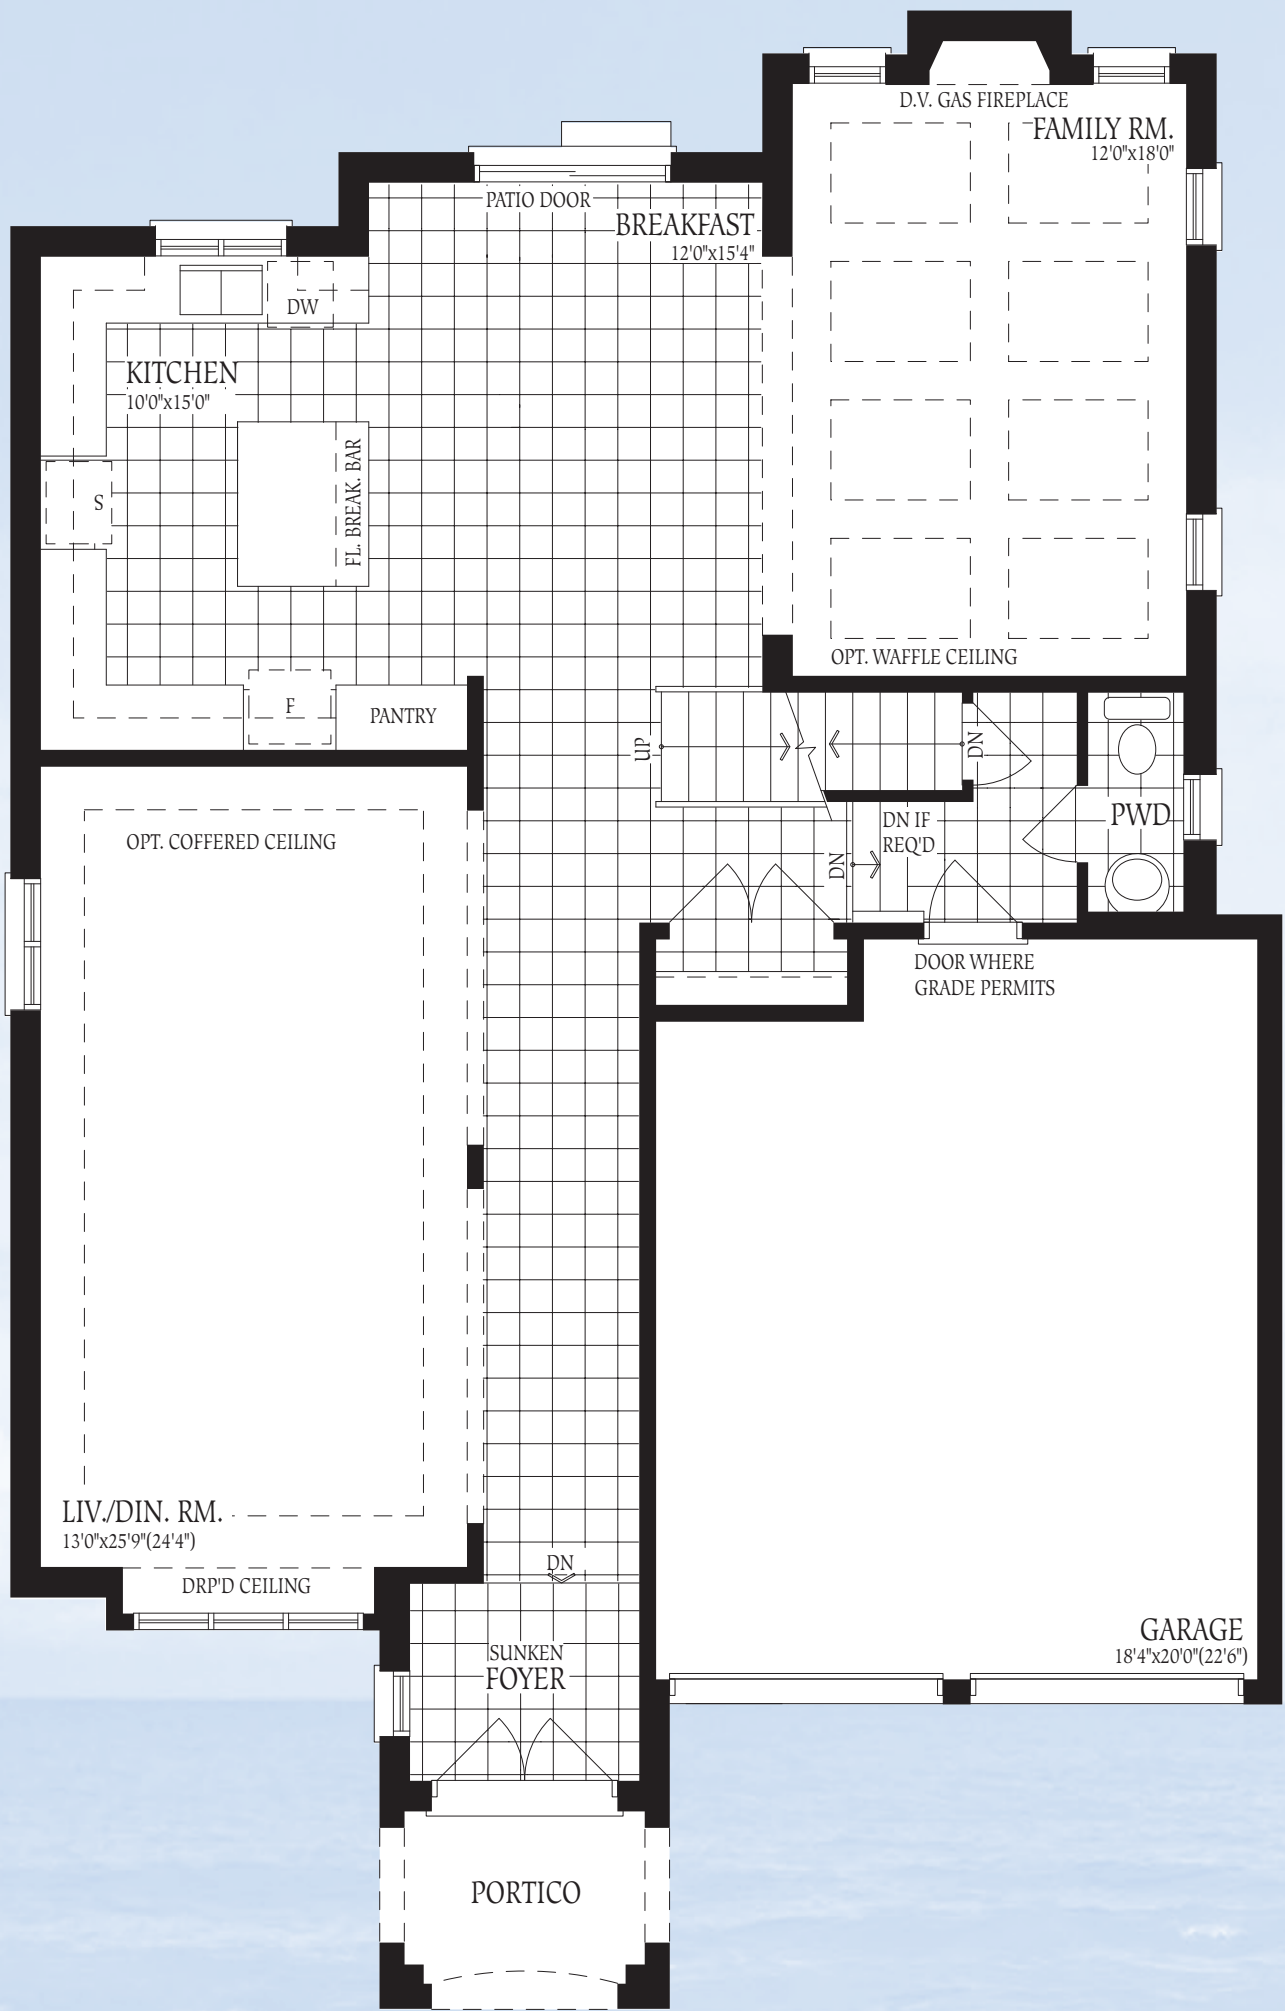 D.V. GAS FIREPLACE
FAMILY RM.
12'0"x18'0"
PATIO DOOR
BREAKFAST
12'0"x15'4"
DW
KITCHEN
10'0"x15'0"
FL. BREAK. BAR
S
OPT. WAFFLE CEILING
F
PANTRY
UP
DN
PWD
OPT. COFFERED CEILING
DN IF
REQ'D
DN
DOOR WHERE
GRADE PERMITS
LIV./DIN. RM.
13'0"x25'9"(24'4")
DN
DRP'D CEILING
SUNKEN
FOYER
GARAGE
18'4"x20'0"(22'6")
PORTICO